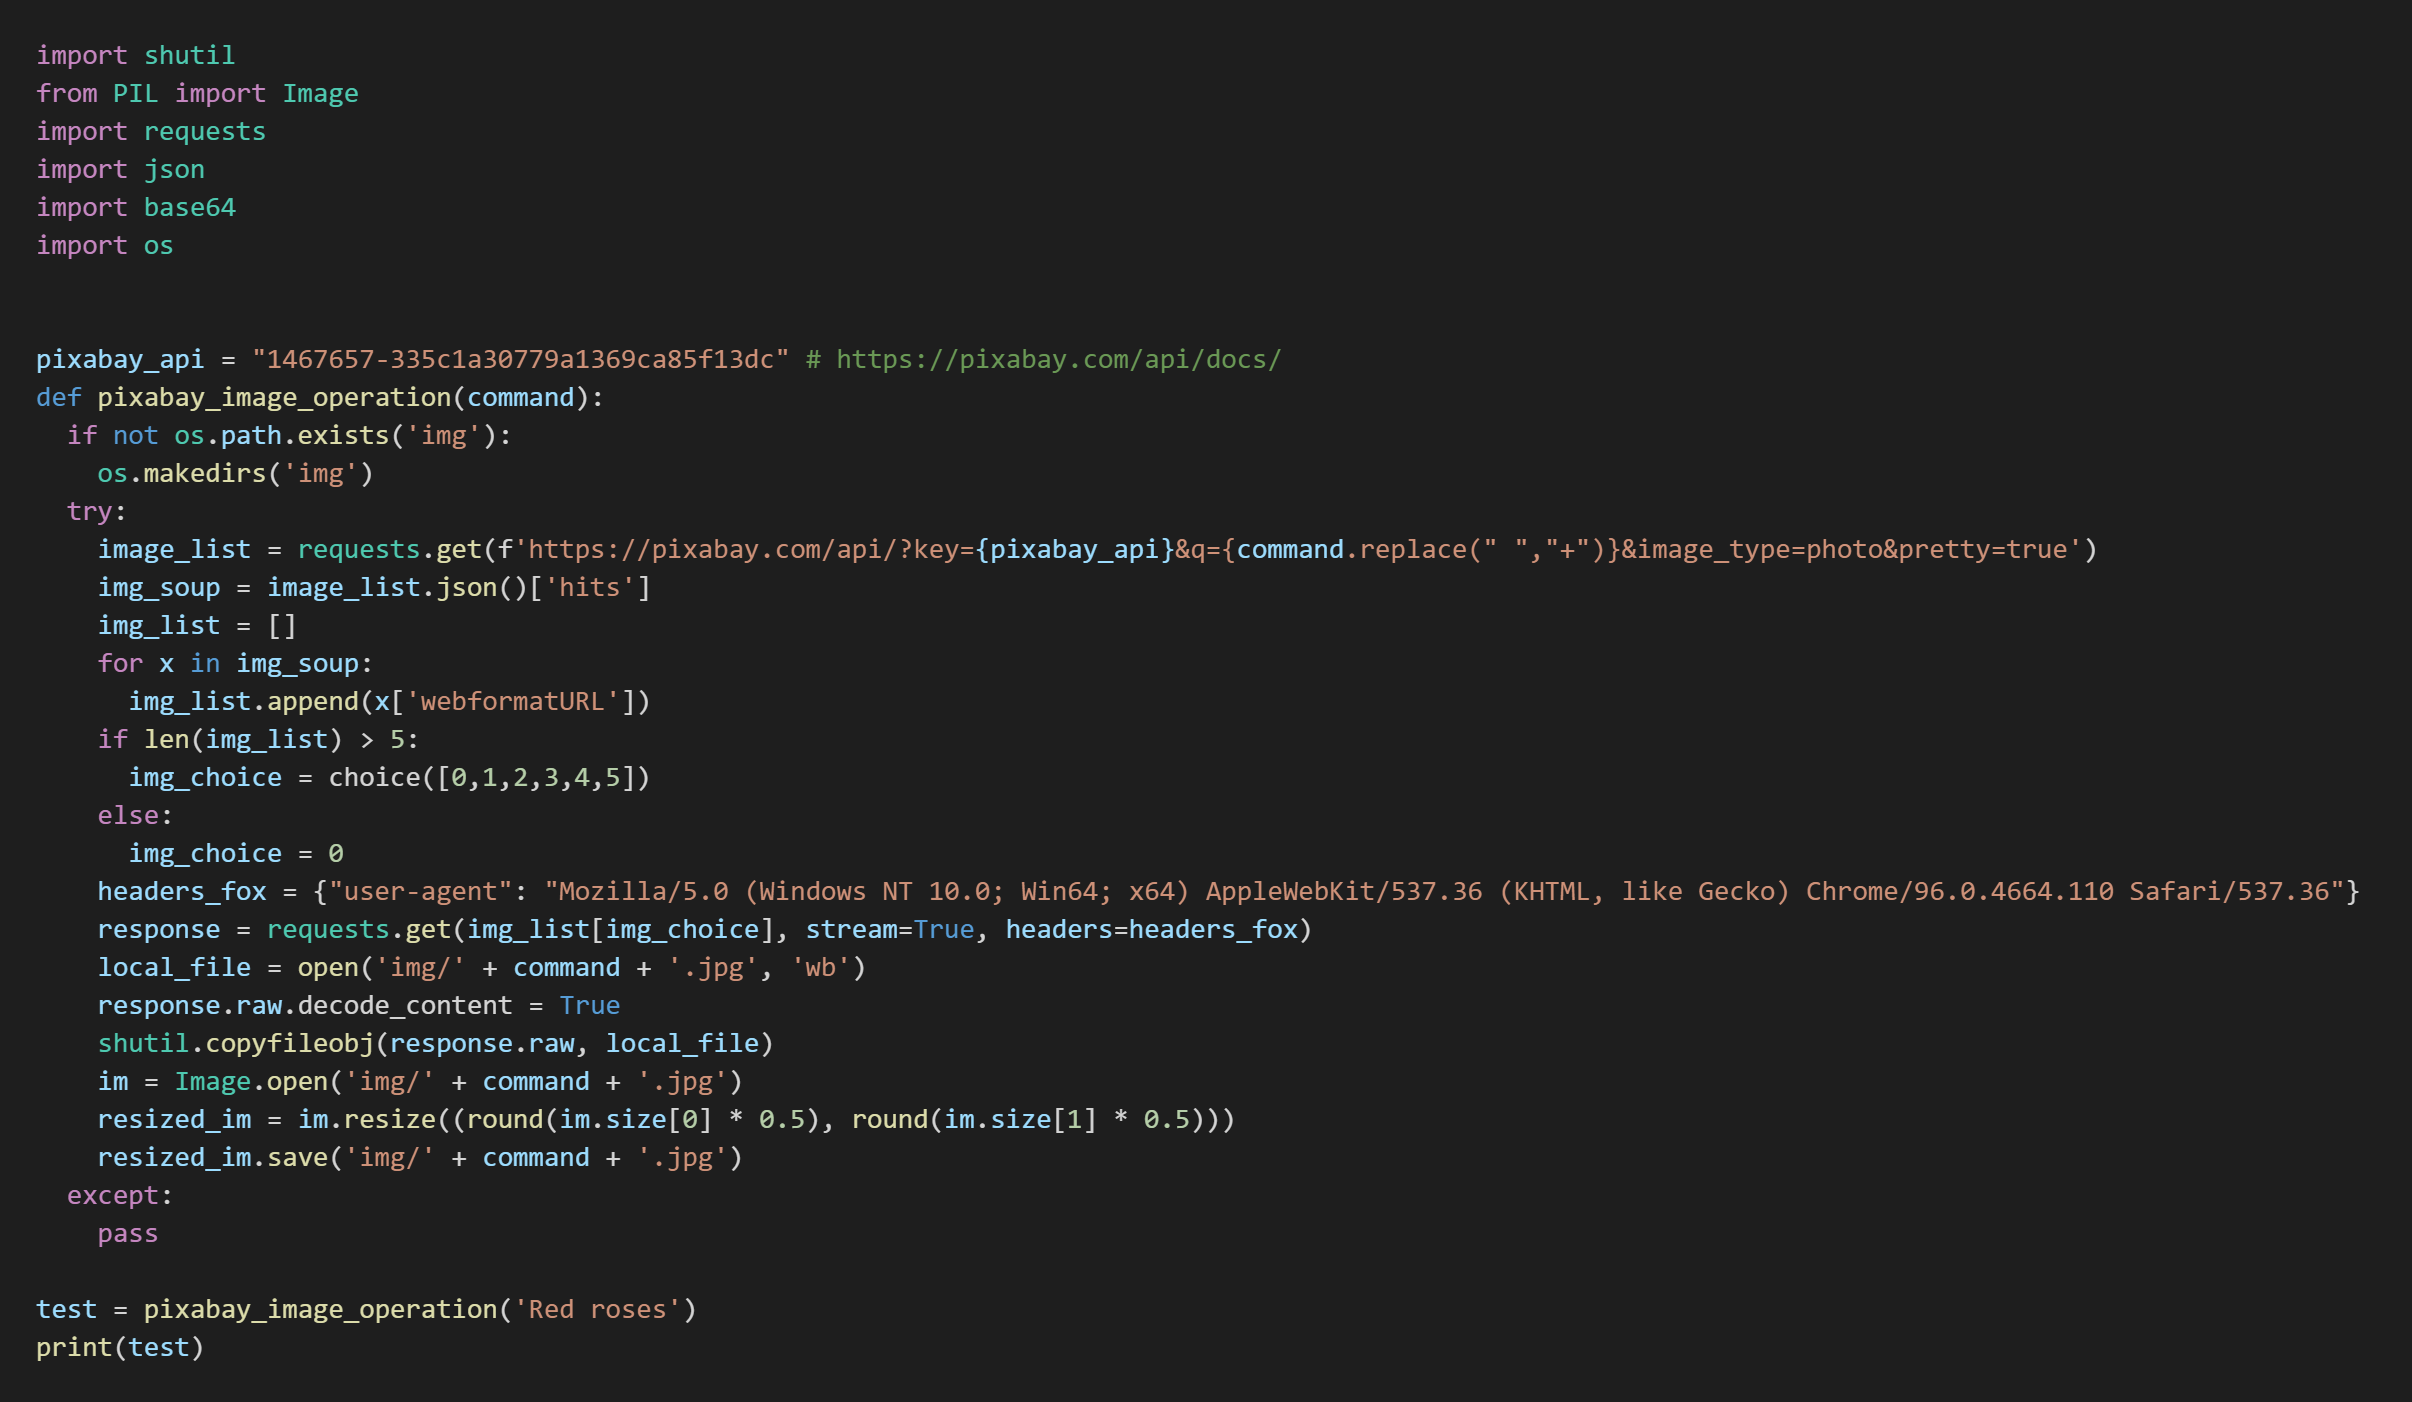 import shutil
from PIL import Image
import requests
import json
import base64
import os
pixabay_api = "1467657-335c1a30779a1369ca85f13dc" # https://pixabay.com/api/docs/
def pixabay_image_operation(command):
  if not os.path.exists('img'):
    os.makedirs('img')
  try:
    image_list = requests.get(f'https://pixabay.com/api/?key={pixabay_api}&q={command.replace(" ","+")}&image_type=photo&pretty=true')
    img_soup = image_list.json()['hits']
    img_list = []
    for x in img_soup:
      img_list.append(x['webformatURL'])
    if len(img_list) > 5:
      img_choice = choice([0,1,2,3,4,5])
    else:
      img_choice = 0
    headers_fox = {"user-agent": "Mozilla/5.0 (Windows NT 10.0; Win64; x64) AppleWebKit/537.36 (KHTML, like Gecko) Chrome/96.0.4664.110 Safari/537.36"}
    response = requests.get(img_list[img_choice], stream=True, headers=headers_fox)
    local_file = open('img/' + command + '.jpg', 'wb')
    response.raw.decode_content = True
    shutil.copyfileobj(response.raw, local_file)
    im = Image.open('img/' + command + '.jpg')
    resized_im = im.resize((round(im.size[0] * 0.5), round(im.size[1] * 0.5)))
    resized_im.save('img/' + command + '.jpg')
  except:
    pass
test = pixabay_image_operation('Red roses')
print(test)